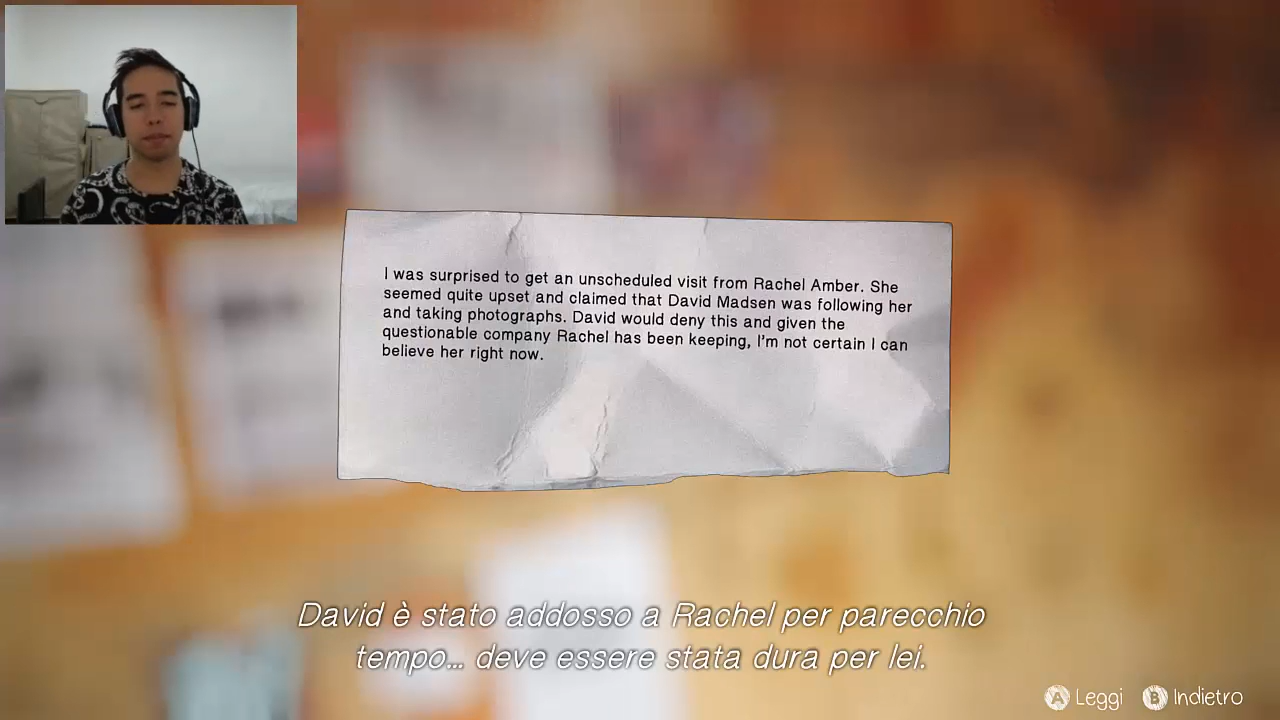 I was surprised to get an unscheduled visit from Rachel Amber. She
seemed quite upset and claimed that David Madsen was following her
and taking photographs. David would deny this and given the
questionable company Rachel has been keeping, I'm not certain I can
believe her right now.
David è stato addosso a Rachel per parecchio
tempo... deve essere stata dura per lei.
A Leggi B Indietro